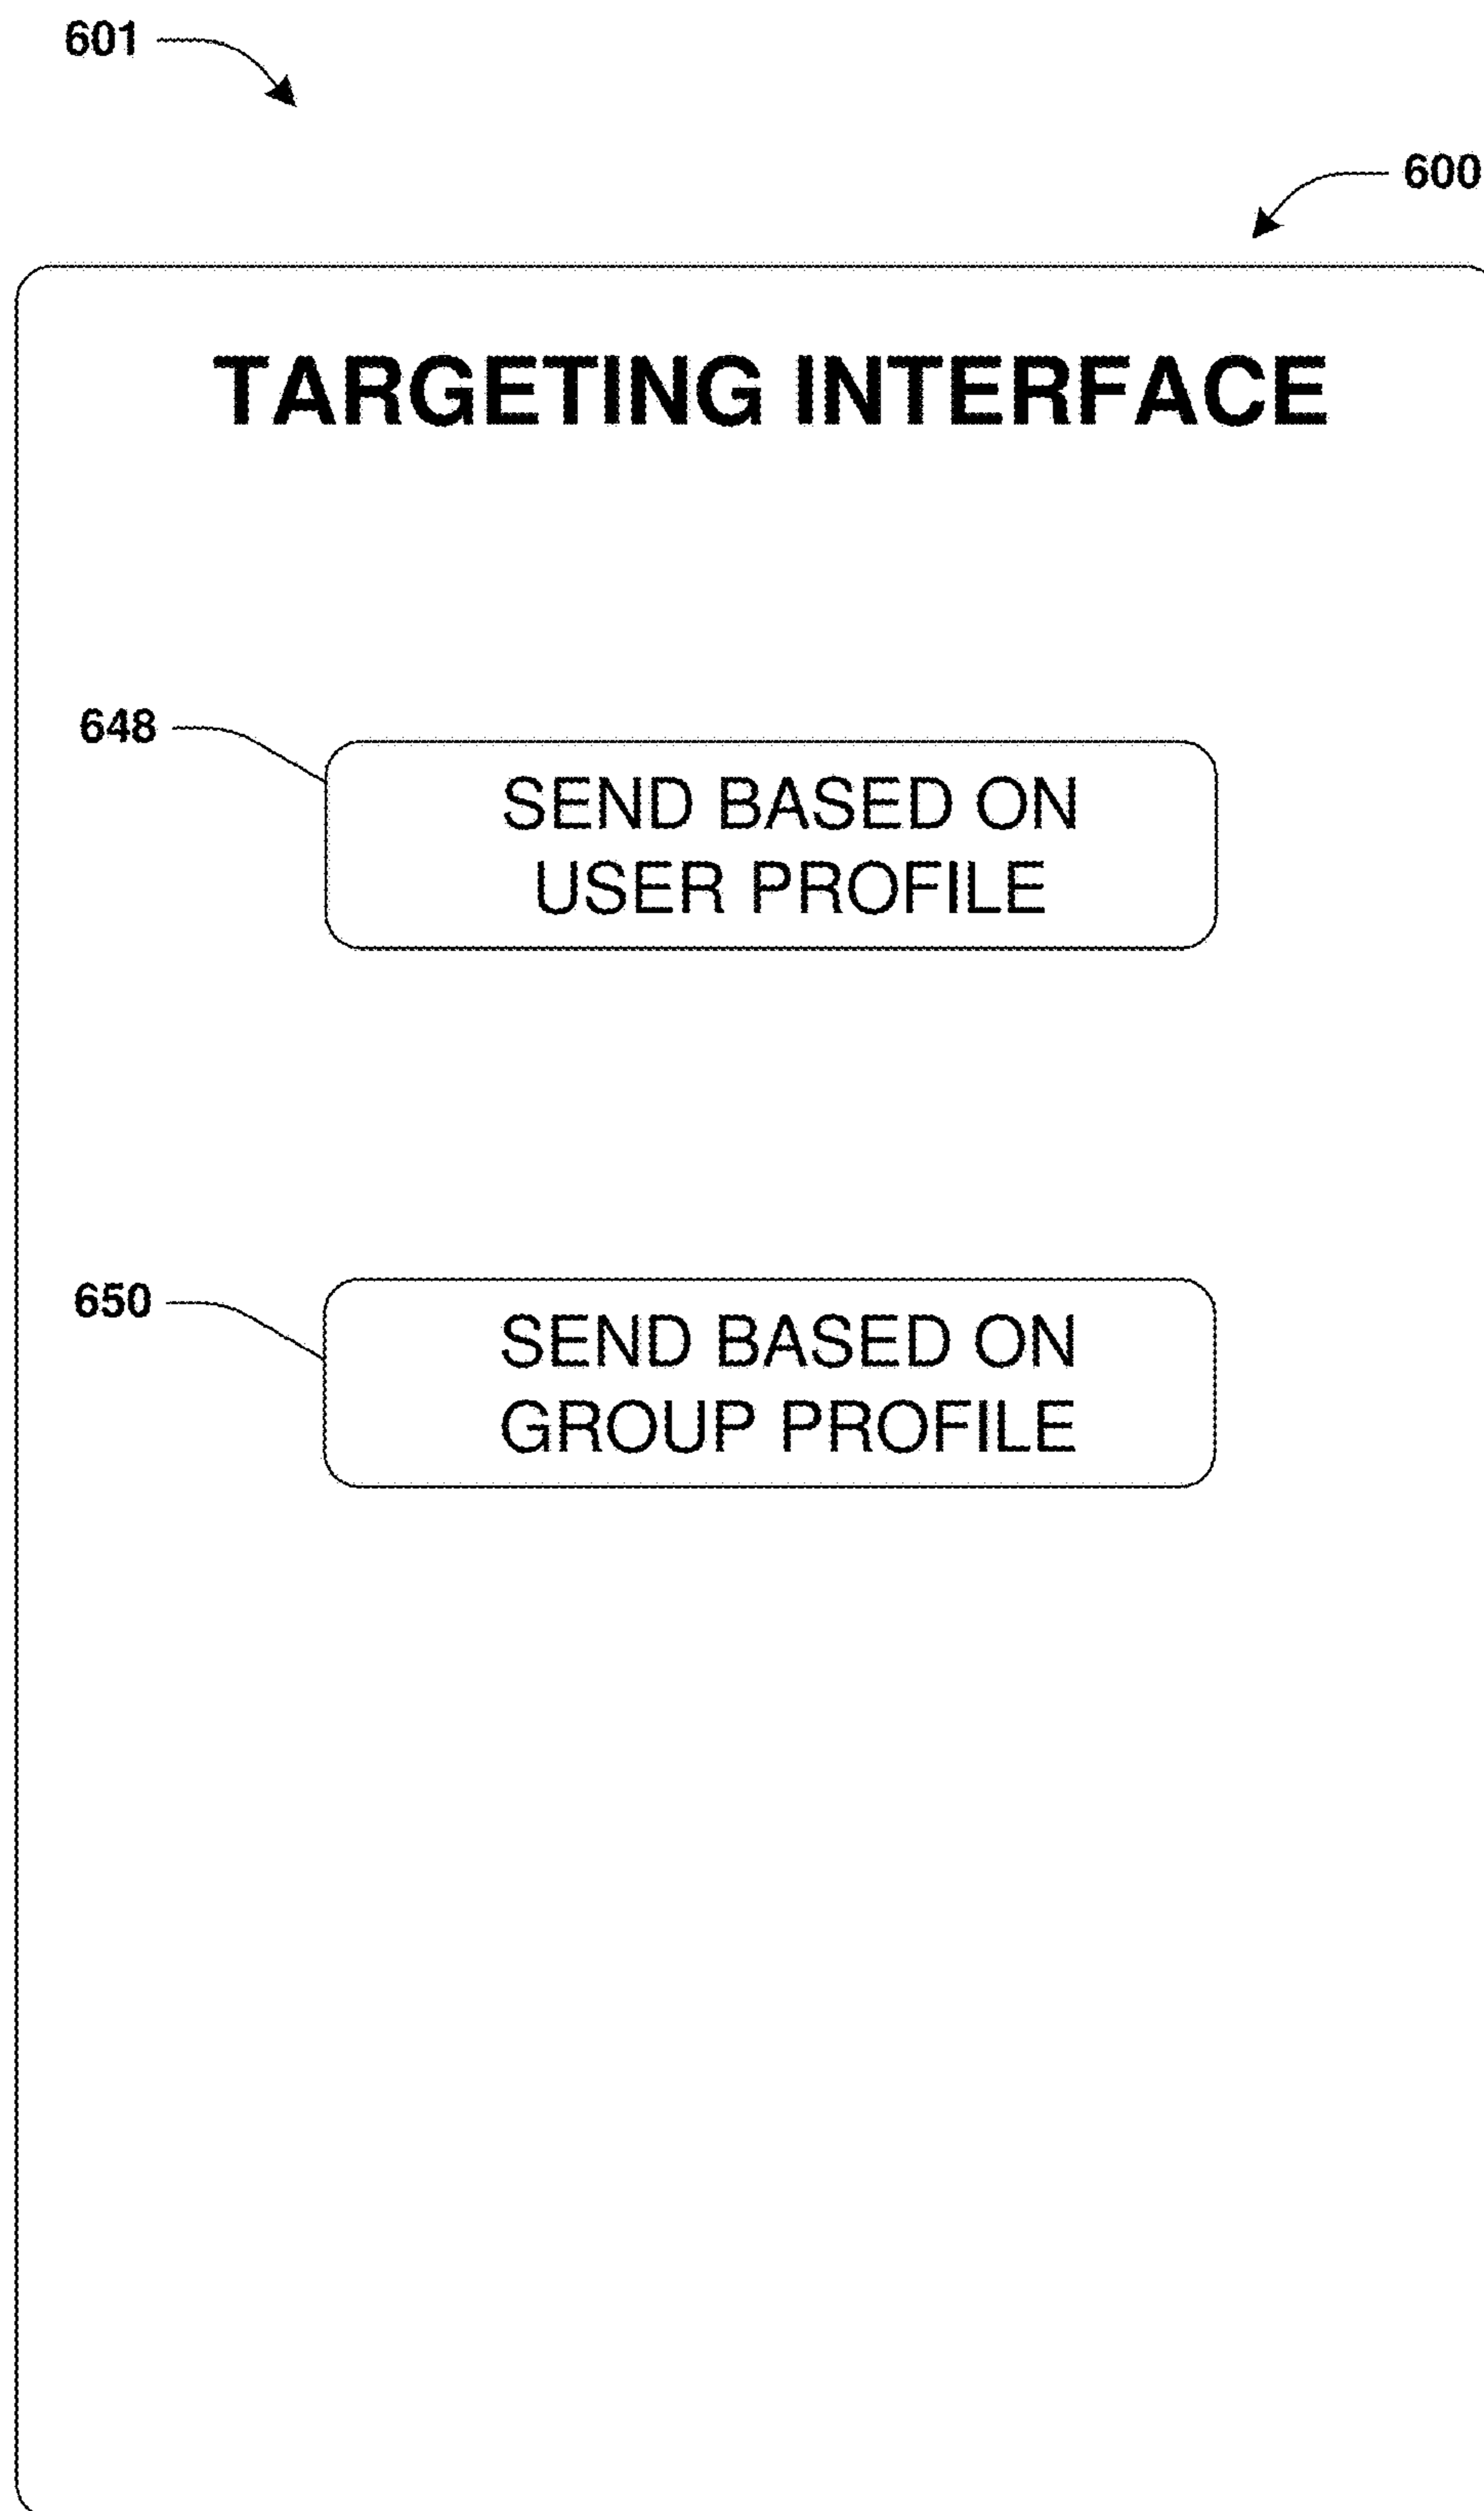 601
600
TARGETING INTERFACE
648
SEND BASED ON
USER PROFILE
650
SEND BASED ON
GROUP PROFILE